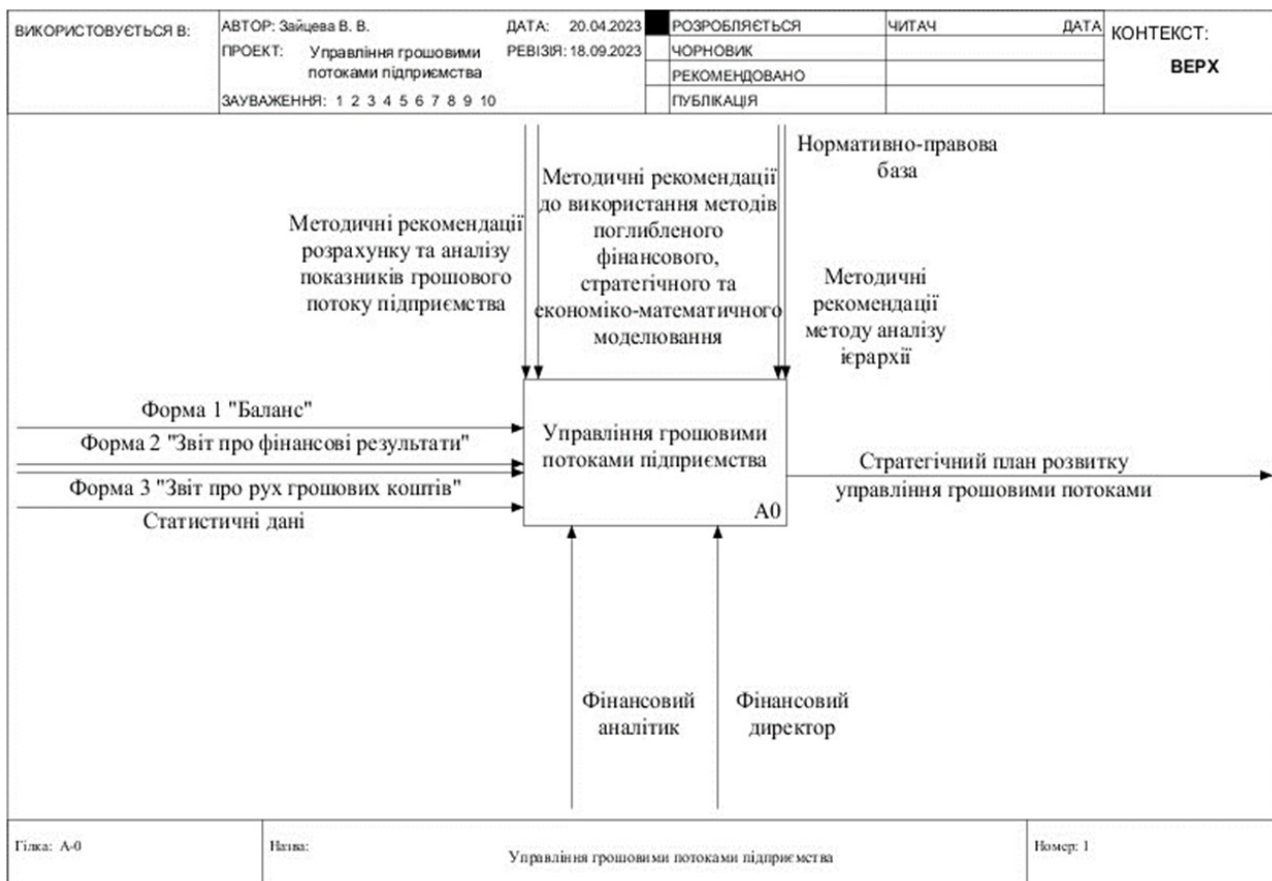 ВИКОРИСТОВУЄТЬСЯ В:
АВТОР: Зайцева В. В.
ДАТА: 20.04.2023
ПРОЕКТ: Управління грошовими
потоками підприємства
РЕВІЗІЯ: 18.09.2023
ЗАУВАЖЕННЯ: 1 2 3 4 5 6 7 8 9 10
РОЗРОБЛЯЄТЬСЯ
ЧОРНОВИК
РЕКОМЕНДОВАНО
ПУБЛІКАЦІЯ
ЧИТАЧ
ДАТА
КОНТЕКСТ:
ВЕРХ
Методичні рекомендації
розрахунку та аналізу
показників грошового
потоку підприємства
Методичні рекомендації
до використання методів
поглибленого
фінансового,
стратегічного та
економіко-математичного
моделювання
Нормативно-правова
база
Методичні
рекомендації
методу аналізу
ієрархії
Форма 1 "Баланс"
Форма 2 "Звіт про фінансові результати"
Форма 3 "Звіт про рух грошових коштів"
Статистичні дані
Управління грошовими
потоками підприємства
A0
Стратегічний план розвитку
управління грошовими потоками
Фінансовий
аналітик
Фінансовий
директор
Гілка: A-0
Назва:
Управління грошовими потоками підприємства
Номер: 1